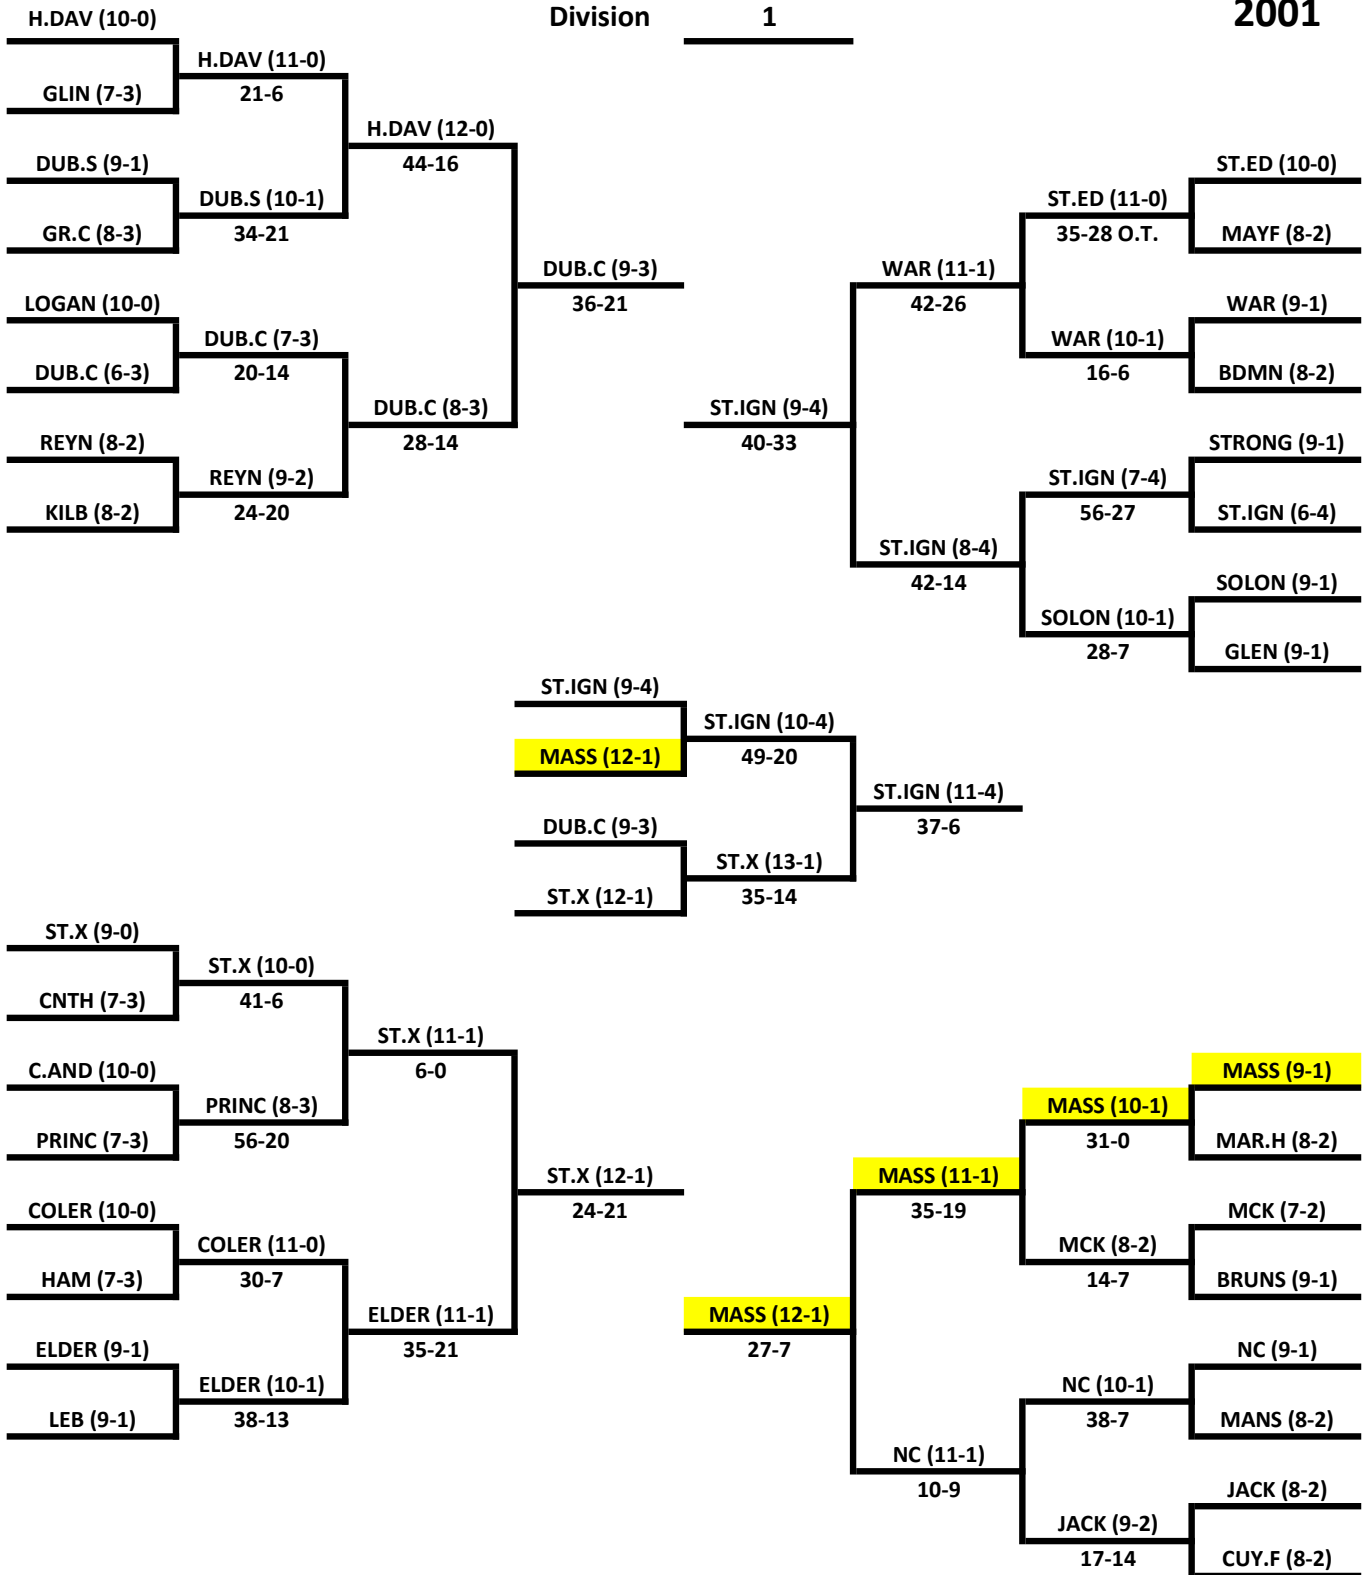 H.DAV (10-0)
Division 1
2001
GLIN (7-3)
H.DAV (11-0)
21-6
DUB.S (9-1)
GR.C (8-3)
DUB.S (10-1)
34-21
H.DAV (12-0)
44-16
LOGAN (10-0)
DUB.C (6-3)
DUB.C (7-3)
20-14
REYN (8-2)
KILB (8-2)
REYN (9-2)
24-20
DUB.C (8-3)
28-14
DUB.C (9-3)
36-21
ST.ED (10-0)
MAYF (8-2)
ST.ED (11-0)
35-28 O.T.
WAR (9-1)
BDMN (8-2)
WAR (10-1)
16-6
WAR (11-1)
42-26
STRONG (9-1)
ST.IGN (6-4)
ST.IGN (7-4)
56-27
SOLON (9-1)
GLEN (9-1)
SOLON (10-1)
28-7
ST.IGN (8-4)
42-14
ST.IGN (9-4)
40-33
ST.IGN (9-4)
MASS (12-1)
ST.IGN (10-4)
49-20
DUB.C (9-3)
ST.X (12-1)
ST.X (13-1)
35-14
ST.IGN (11-4)
37-6
ST.X (9-0)
CNTH (7-3)
ST.X (10-0)
41-6
C.AND (10-0)
PRINC (7-3)
PRINC (8-3)
56-20
ST.X (11-1)
6-0
COLER (10-0)
HAM (7-3)
COLER (11-0)
30-7
ELDER (9-1)
LEB (9-1)
ELDER (10-1)
38-13
ELDER (11-1)
35-21
ST.X (12-1)
24-21
MASS (9-1)
MAR.H (8-2)
MASS (10-1)
31-0
MCK (7-2)
BRUNS (9-1)
MCK (8-2)
14-7
MASS (11-1)
35-19
NC (9-1)
MANS (8-2)
NC (10-1)
38-7
JACK (8-2)
CUY.F (8-2)
JACK (9-2)
17-14
NC (11-1)
10-9
MASS (12-1)
27-7